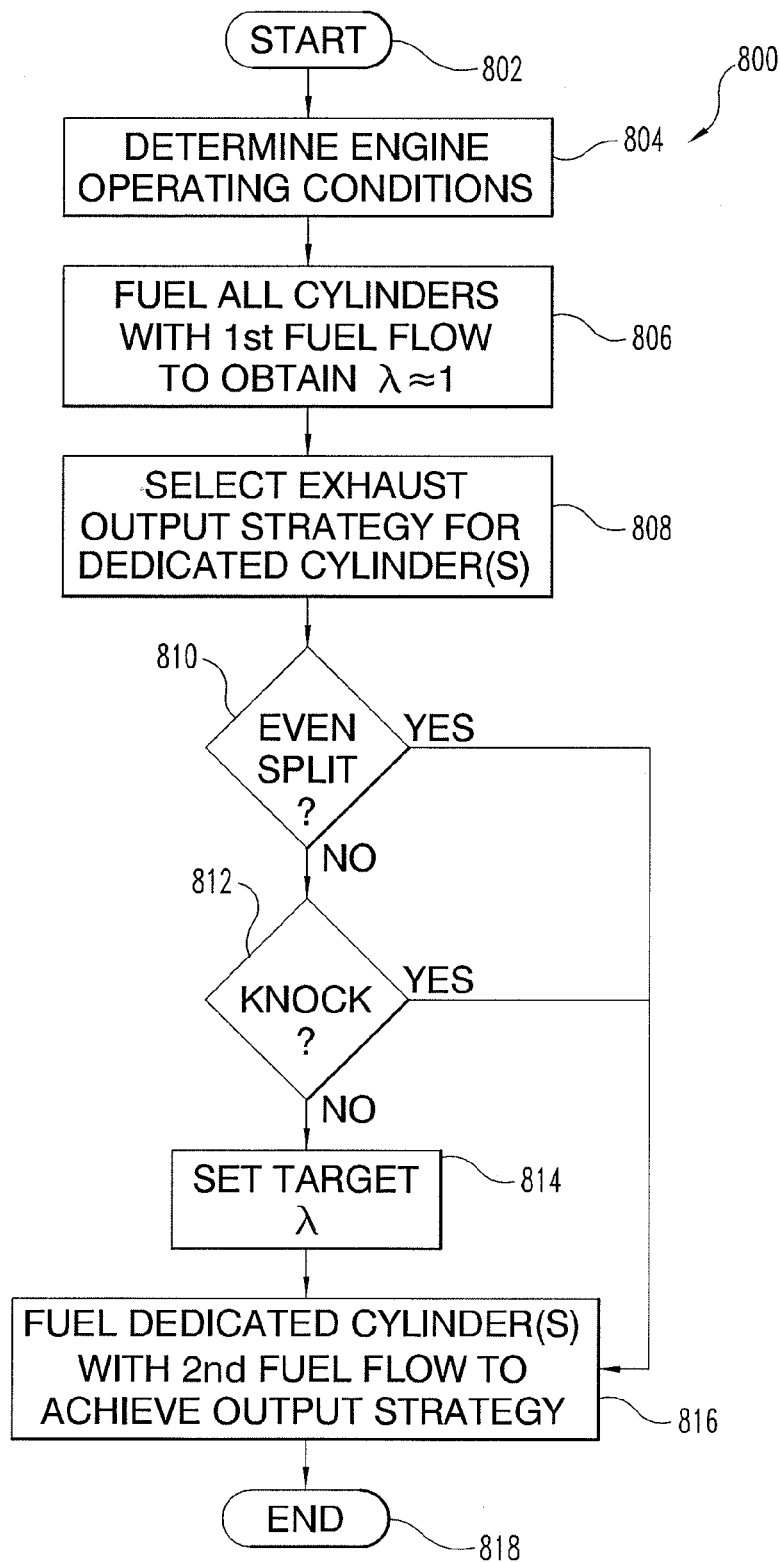 START
802
800
DETERMINE ENGINE
OPERATING CONDITIONS
804
FUEL ALL CYLINDERS
WITH 1st FUEL FLOW
TO OBTAIN λ≈1
806
SELECT EXHAUST
OUTPUT STRATEGY FOR
DEDICATED CYLINDER(S)
808
810
EVEN
SPLIT
?
YES
NO
812
KNOCK
?
YES
NO
SET TARGET
λ
814
FUEL DEDICATED CYLINDER(S)
WITH 2nd FUEL FLOW TO
ACHIEVE OUTPUT STRATEGY
816
END
818